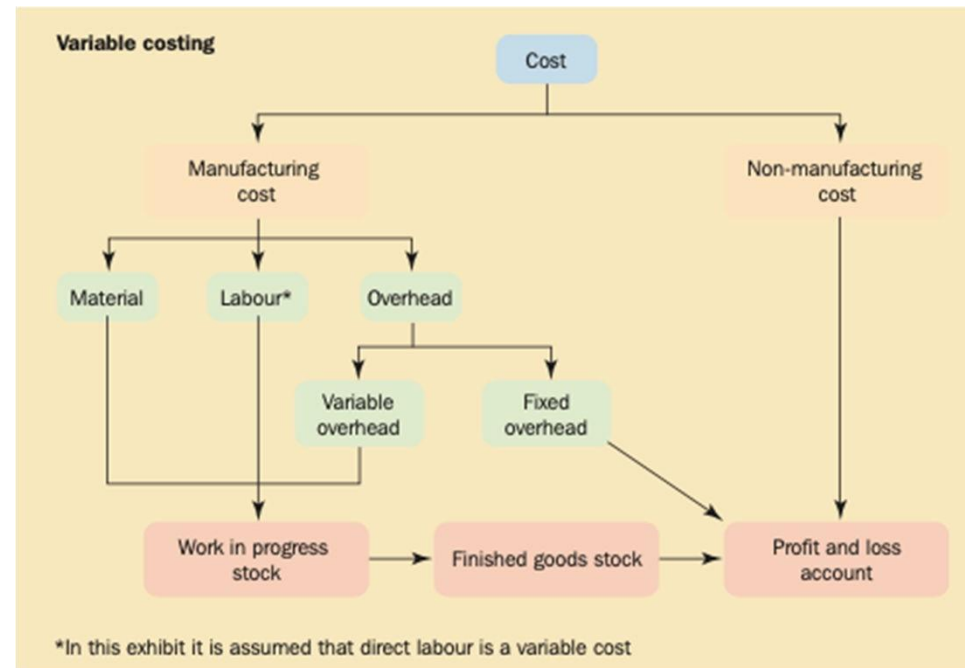 Variable costing
Cost
Manufacturing
cost
Non-manufacturing
cost
Material
Labour*
Overhead
Variable
overhead
Fixed
overhead
Work in progress
stock
Finished goods stock
Profit and loss
account
*In this exhibit it is assumed that direct labour is a variable cost